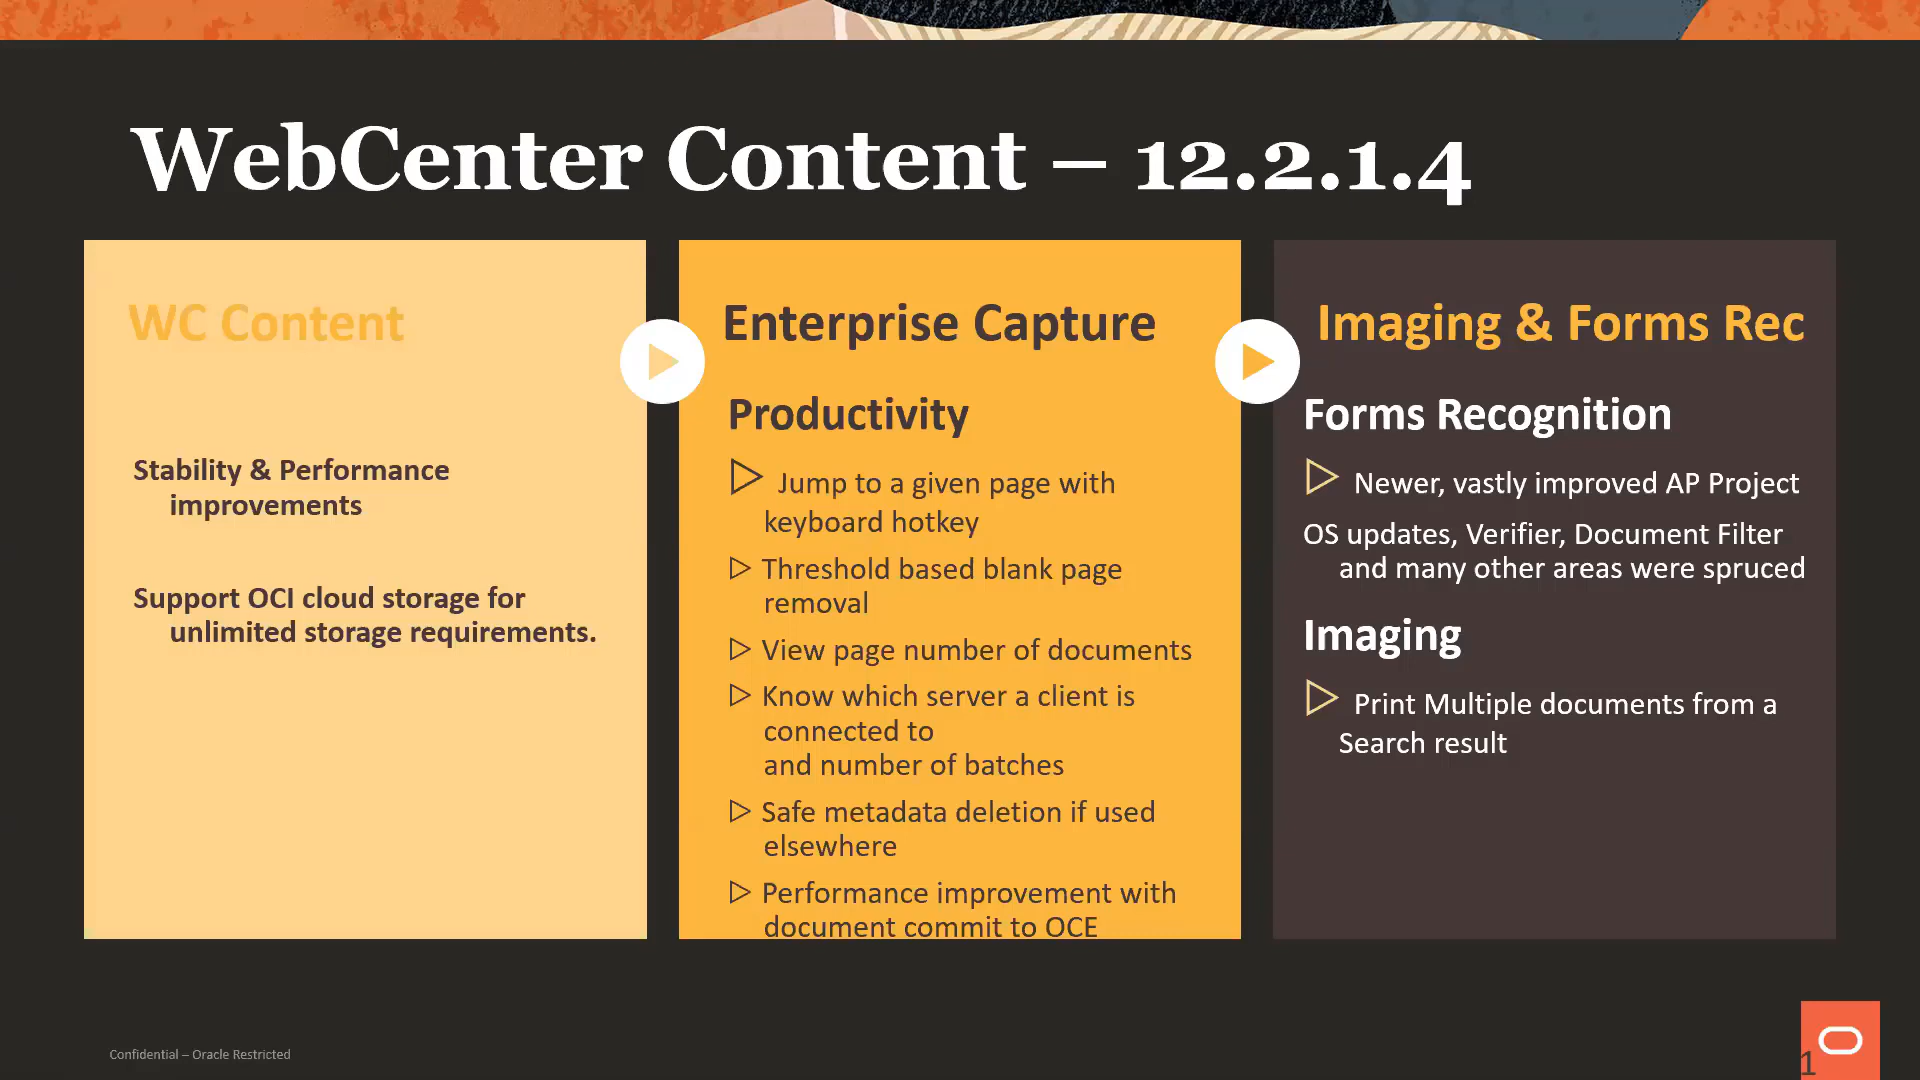 WebCenter Content – 12.2.1.4
WC Content
Stability & Performance
improvements
Support OCI cloud storage for
unlimited storage requirements.
Enterprise Capture
Productivity
Jump to a given page with
keyboard hotkey
Threshold based blank page
removal
View page number of documents
Know which server a client is
connected to
and number of batches
Safe metadata deletion if used
elsewhere
Performance improvement with
document commit to OCE
Imaging & Forms Rec
Forms Recognition
Newer, vastly improved AP Project
OS updates, Verifier, Document Filter
and many other areas were spruced
Imaging
Print Multiple documents from a
Search result
Confidential – Oracle Restricted
1